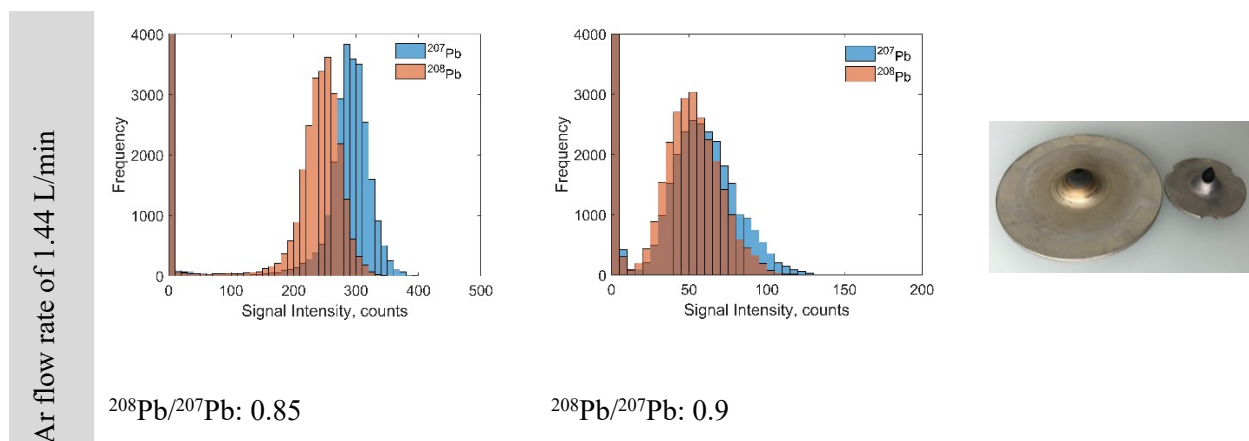 Ar flow rate of 1.44 L/min
4000
3000
2000
1000
0
Frequency
0 100 200 300 400 500
Signal Intensity, counts
²⁰⁷Pb
²⁰⁸Pb
4000
3000
2000
1000
0
Frequency
0 50 100 150 200
Signal Intensity, counts
²⁰⁷Pb
²⁰⁸Pb
²⁰⁸Pb/²⁰⁷Pb: 0.85
²⁰⁸Pb/²⁰⁷Pb: 0.9